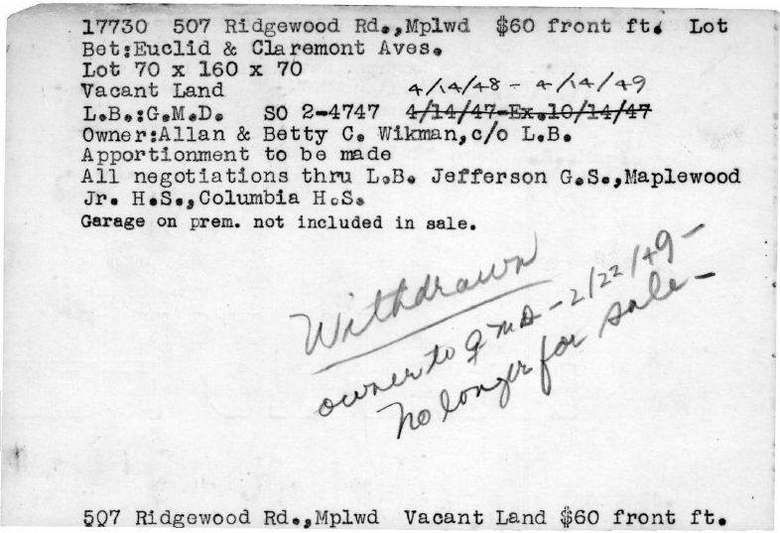 17730  507 Ridgewood Rd.,Mplwd  $60 front ft.  Lot
Bet:Euclid & Claremont Aves.
Lot 70 x 160 x 70
Vacant Land  4/14/48 - 4/14/49
L.B.:G.M.D.  SO 2-4747  4/14/47-Ex.10/14/47
Owner:Allan & Betty C. Wikman,c/o L.B.
Apportionment to be made
All negotiations thru L.B. Jefferson G.S.,Maplewood
Jr. H.S.,Columbia H.S.
Garage on prem. not included in sale.
Withdrawn
owner to GMD - 2/22/49 -
No longer for sale -
507 Ridgewood Rd.,Mplwd  Vacant Land $60 front ft.